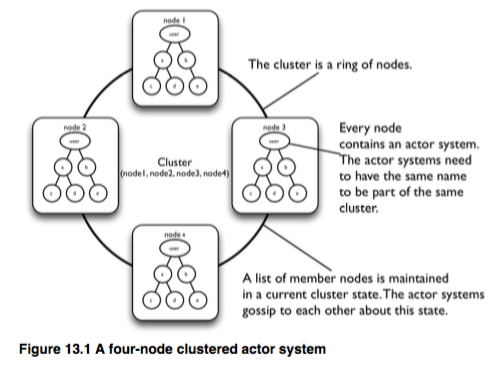 node 1
user
a
b
c
d
e
The cluster is a ring of nodes.
node 2
user
a
b
c
d
e
Cluster
(node1, node2, node3, node4)
node 3
user
a
b
c
d
e
Every node
contains an actor system.
The actor systems need
to have the same name
to be part of the same
cluster.
node 4
user
a
b
c
d
e
A list of member nodes is maintained
in a current cluster state. The actor systems
gossip to each other about this state.
Figure 13.1 A four-node clustered actor system